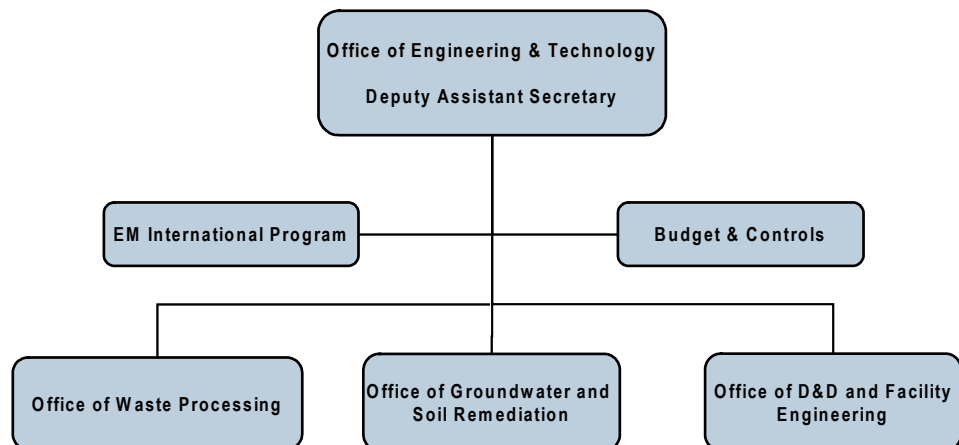 Office of Engineering & Technology
Deputy Assistant Secretary
EM International Program
Budget & Controls
Office of Waste Processing
Office of Groundwater and
Soil Remediation
Office of D&D and Facility
Engineering